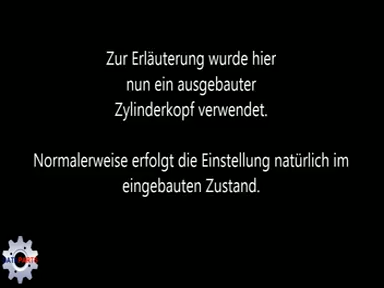 Zur Erläuterung wurde hier
nun ein ausgebauter
Zylinderkopf verwendet.
Normalerweise erfolgt die Einstellung natürlich im
eingebauten Zustand.